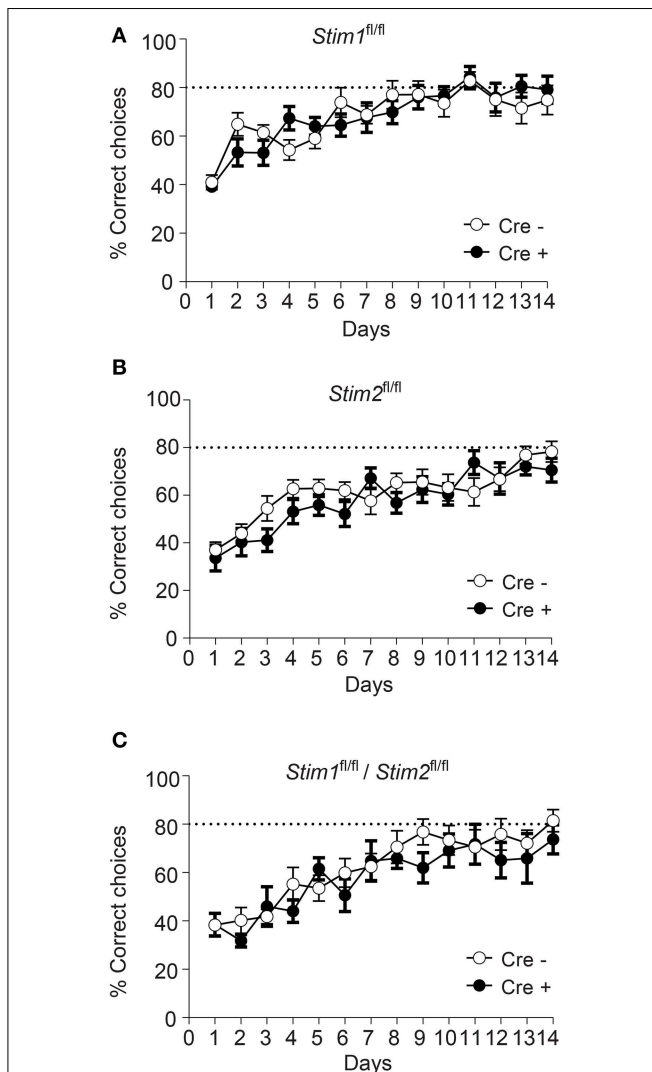 A
Stim1fl/fl
100
80
60
40
20
0
% Correct choices
Cre -
Cre +
0 1 2 3 4 5 6 7 8 9 10 11 12 13 14
Days
B
Stim2fl/fl
100
80
60
40
20
0
% Correct choices
Cre -
Cre +
0 1 2 3 4 5 6 7 8 9 10 11 12 13 14
Days
C
Stim1fl/fl / Stim2fl/fl
100
80
60
40
20
0
% Correct choices
Cre -
Cre +
0 1 2 3 4 5 6 7 8 9 10 11 12 13 14
Days